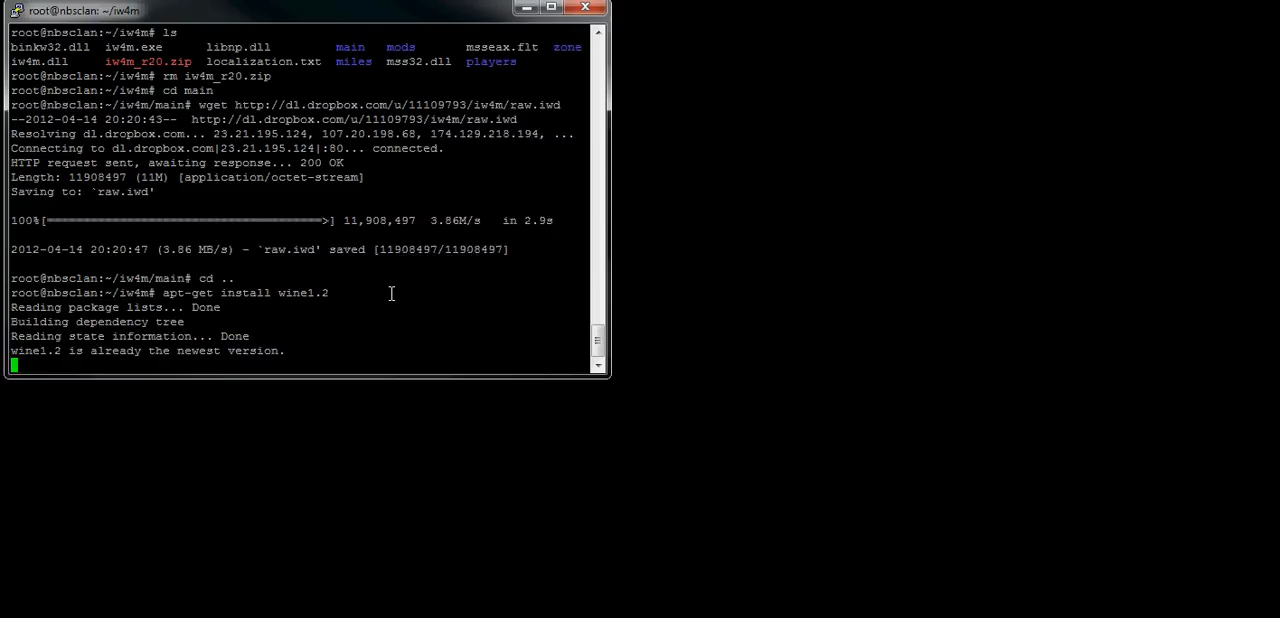 root@nbsclan: ~/iw4m
root@nbsclan:~/iw4m# ls
binkw32.dll iw4m.exe libnp.dll main mods msseax.flt zone
iw4m.dll iw4m_r20.zip localization.txt miles mss32.dll players
root@nbsclan:~/iw4m# rm iw4m_r20.zip
root@nbsclan:~/iw4m# cd main
root@nbsclan:~/iw4m/main# wget http://dl.dropbox.com/u/11109793/iw4m/raw.iwd
--2012-04-14 20:20:43-- http://dl.dropbox.com/u/11109793/iw4m/raw.iwd
Resolving dl.dropbox.com... 23.21.195.124, 107.20.198.68, 174.129.218.194, ...
Connecting to dl.dropbox.com|23.21.195.124|:80... connected.
HTTP request sent, awaiting response... 200 OK
Length: 11908497 (11M) [application/octet-stream]
Saving to: `raw.iwd'
100%[======================================>] 11,908,497 3.86M/s in 2.9s
2012-04-14 20:20:47 (3.86 MB/s) - `raw.iwd' saved [11908497/11908497]
root@nbsclan:~/iw4m/main# cd ..
root@nbsclan:~/iw4m# apt-get install wine1.2
Reading package lists... Done
Building dependency tree
Reading state information... Done
wine1.2 is already the newest version.